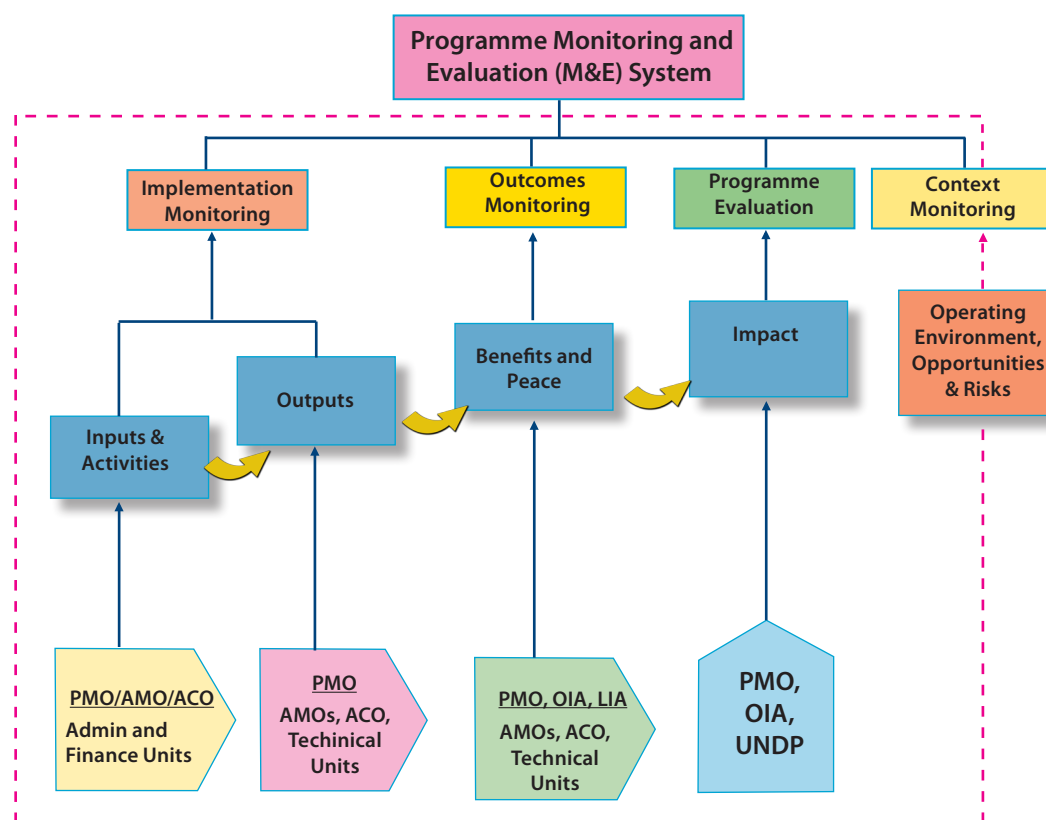 Programme Monitoring and
Evaluation (M&E) System
Implementation
Monitoring
Outcomes
Monitoring
Programme
Evaluation
Context
Monitoring
Operating
Environment,
Opportunities
& Risks
Impact
Benefits and
Peace
Outputs
Inputs &
Activities
PMO/AMO/ACO
Admin and
Finance Units
PMO
AMOs, ACO,
Techinical
Units
PMO, OIA, LIA
AMOs, ACO,
Technical
Units
PMO,
OIA,
UNDP